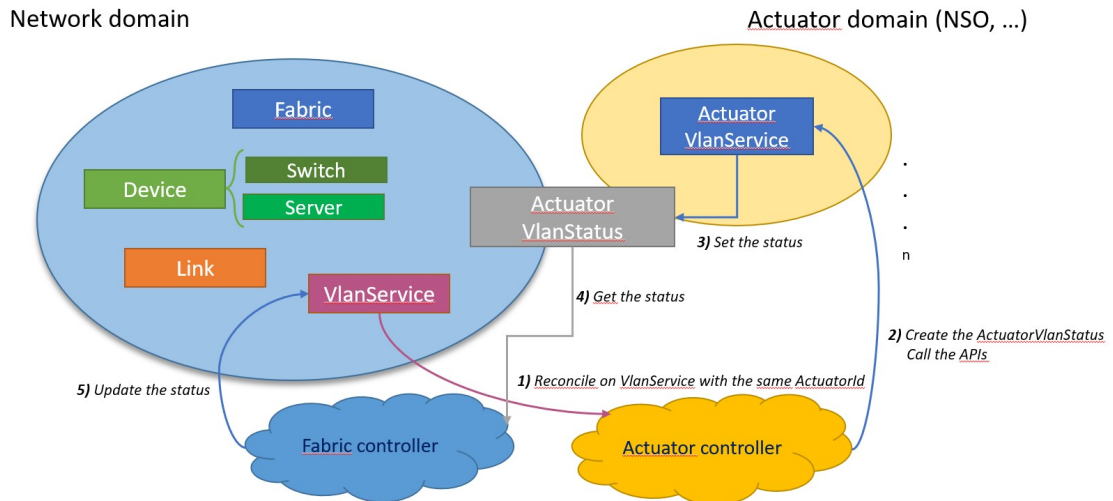 Network domain
Actuator domain (NSO, ...)
Fabric
Device
Switch
Server
Link
VlanService
Actuator
VlanStatus
Actuator
VlanService
.
.
.
n
3) Set the status
4) Get the status
2) Create the ActuatorVlanStatus
Call the APIs
1) Reconcile on VlanService with the same ActuatorId
5) Update the status
Fabric controller
Actuator controller